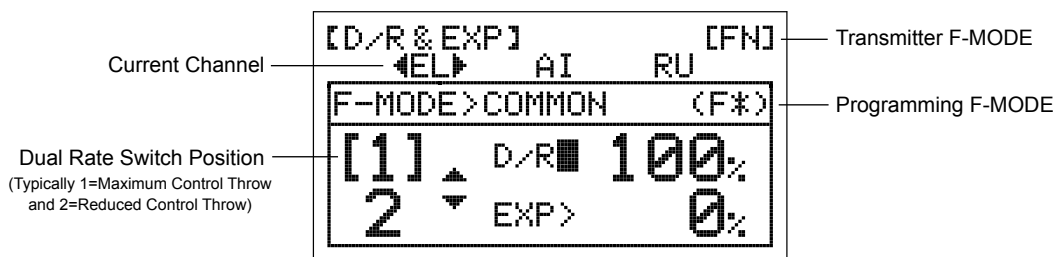 [D/R & EXP] [FN]
Transmitter F-MODE
Current Channel
◀EL▶ AI RU
F-MODE>COMMON (F*)
Programming F-MODE
Dual Rate Switch Position
(Typically 1=Maximum Control Throw
and 2=Reduced Control Throw)
[1] D/R 100%
2 EXP> 0%